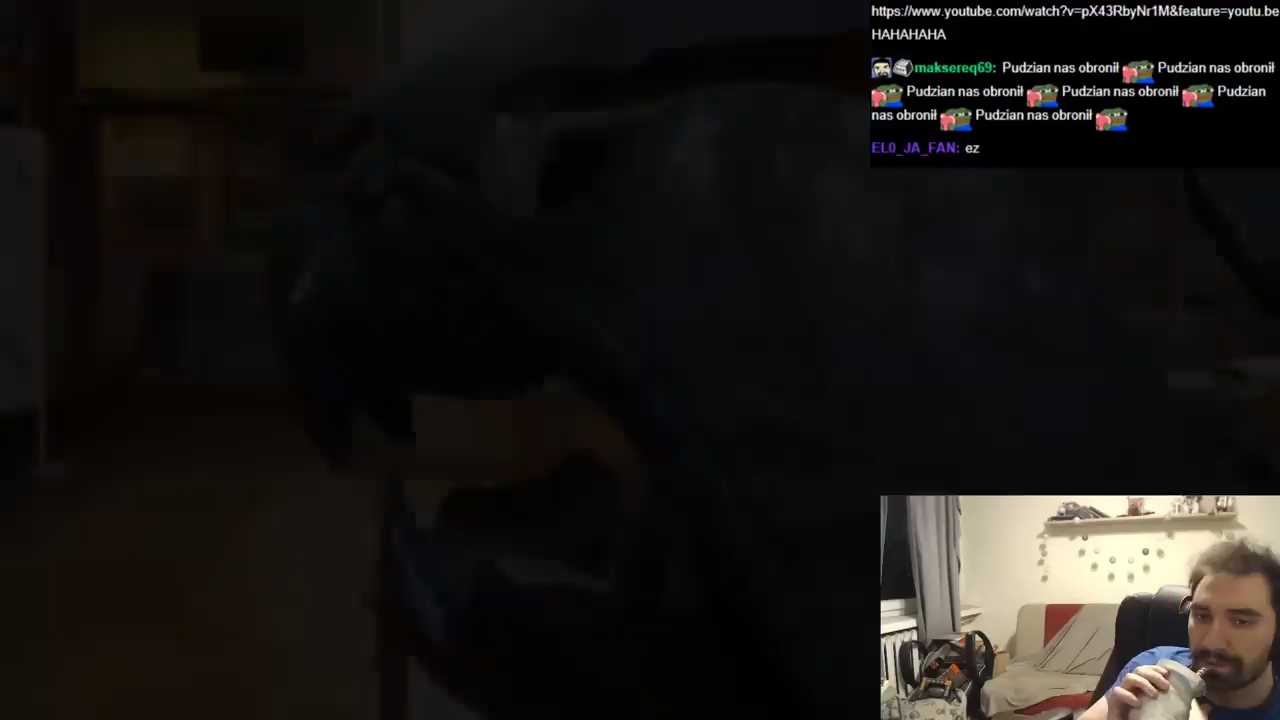 https://www.youtube.com/watch?v=pX43RbyNr1M&feature=youtu.be
HAHAHAHA
maksereq69: Pudzian nas obronił Pudzian nas obronił
Pudzian nas obronił Pudzian nas obronił Pudzian
nas obronił Pudzian nas obronił
EL0_JA_FAN: ez